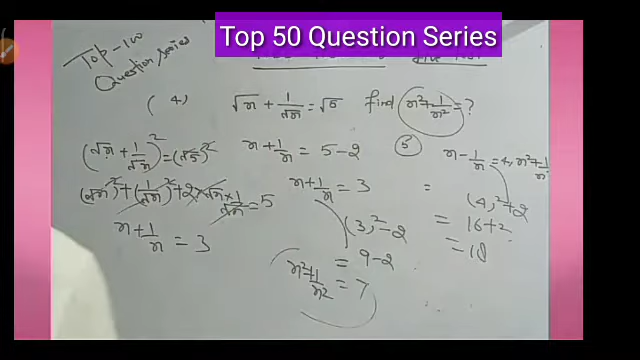 Top 50 Question Series
Top-100
Question series
(4) √n + 1/√n = √5 find n²+1/n² = ?
(√n + 1/√n)² = (√5)²
(√n)² + (1/√n)² + 2×√n×1/√n = 5
n + 1/n = 3
n + 1/n = 5-2
n + 1/n = 3
(3)² - 2
= 9-2
n²+1/n² = 7
(5) n - 1/n = 4, n²+1/n²
= (4)²+2
= 16+2
= 18